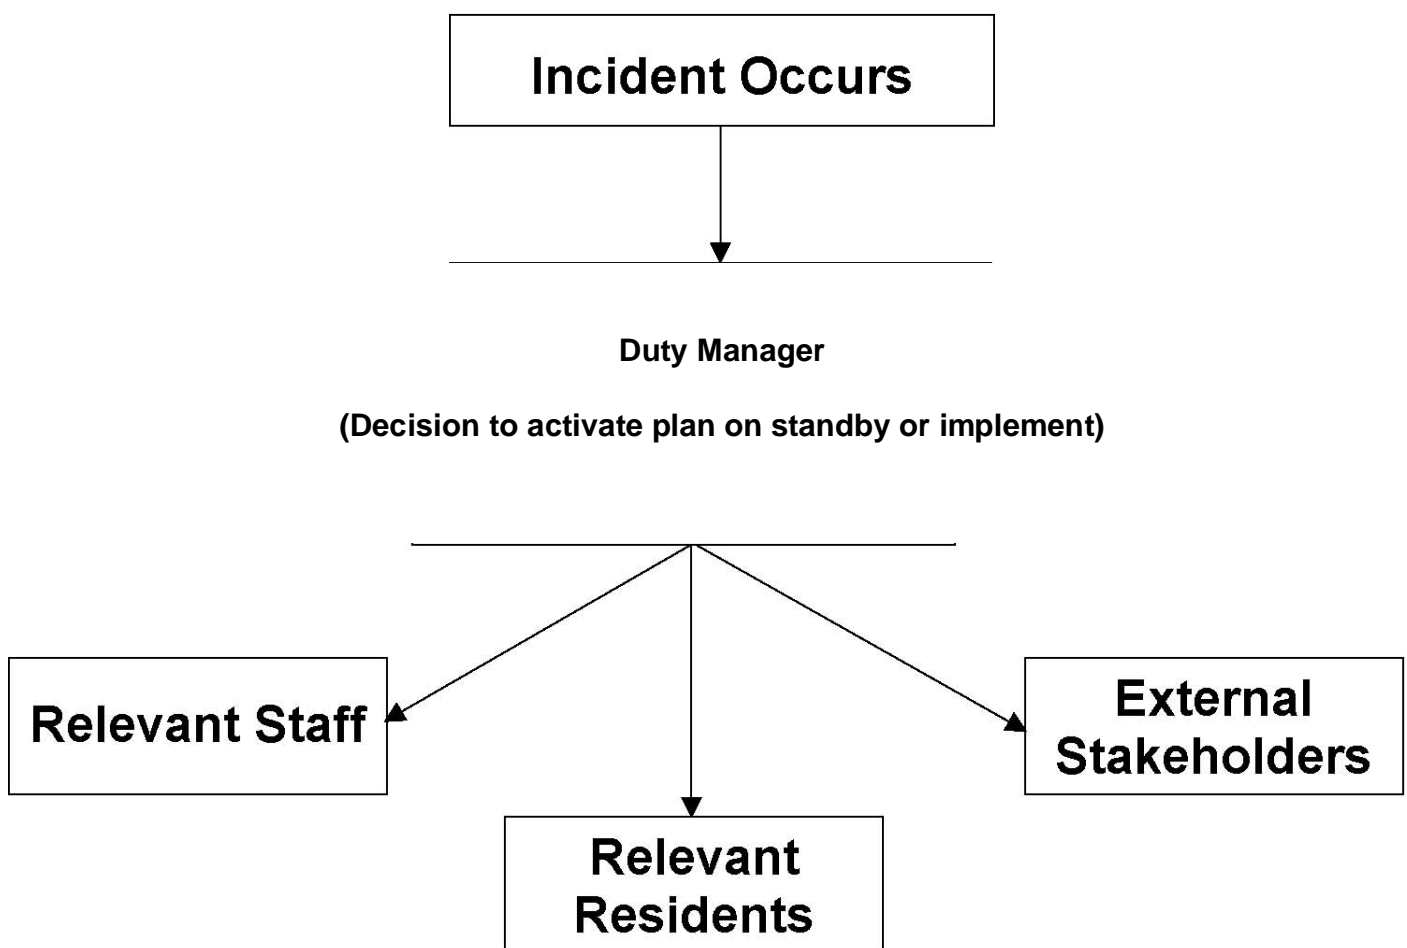 Incident Occurs
Duty Manager
(Decision to activate plan on standby or implement)
Relevant Staff
External
Stakeholders
Relevant
Residents